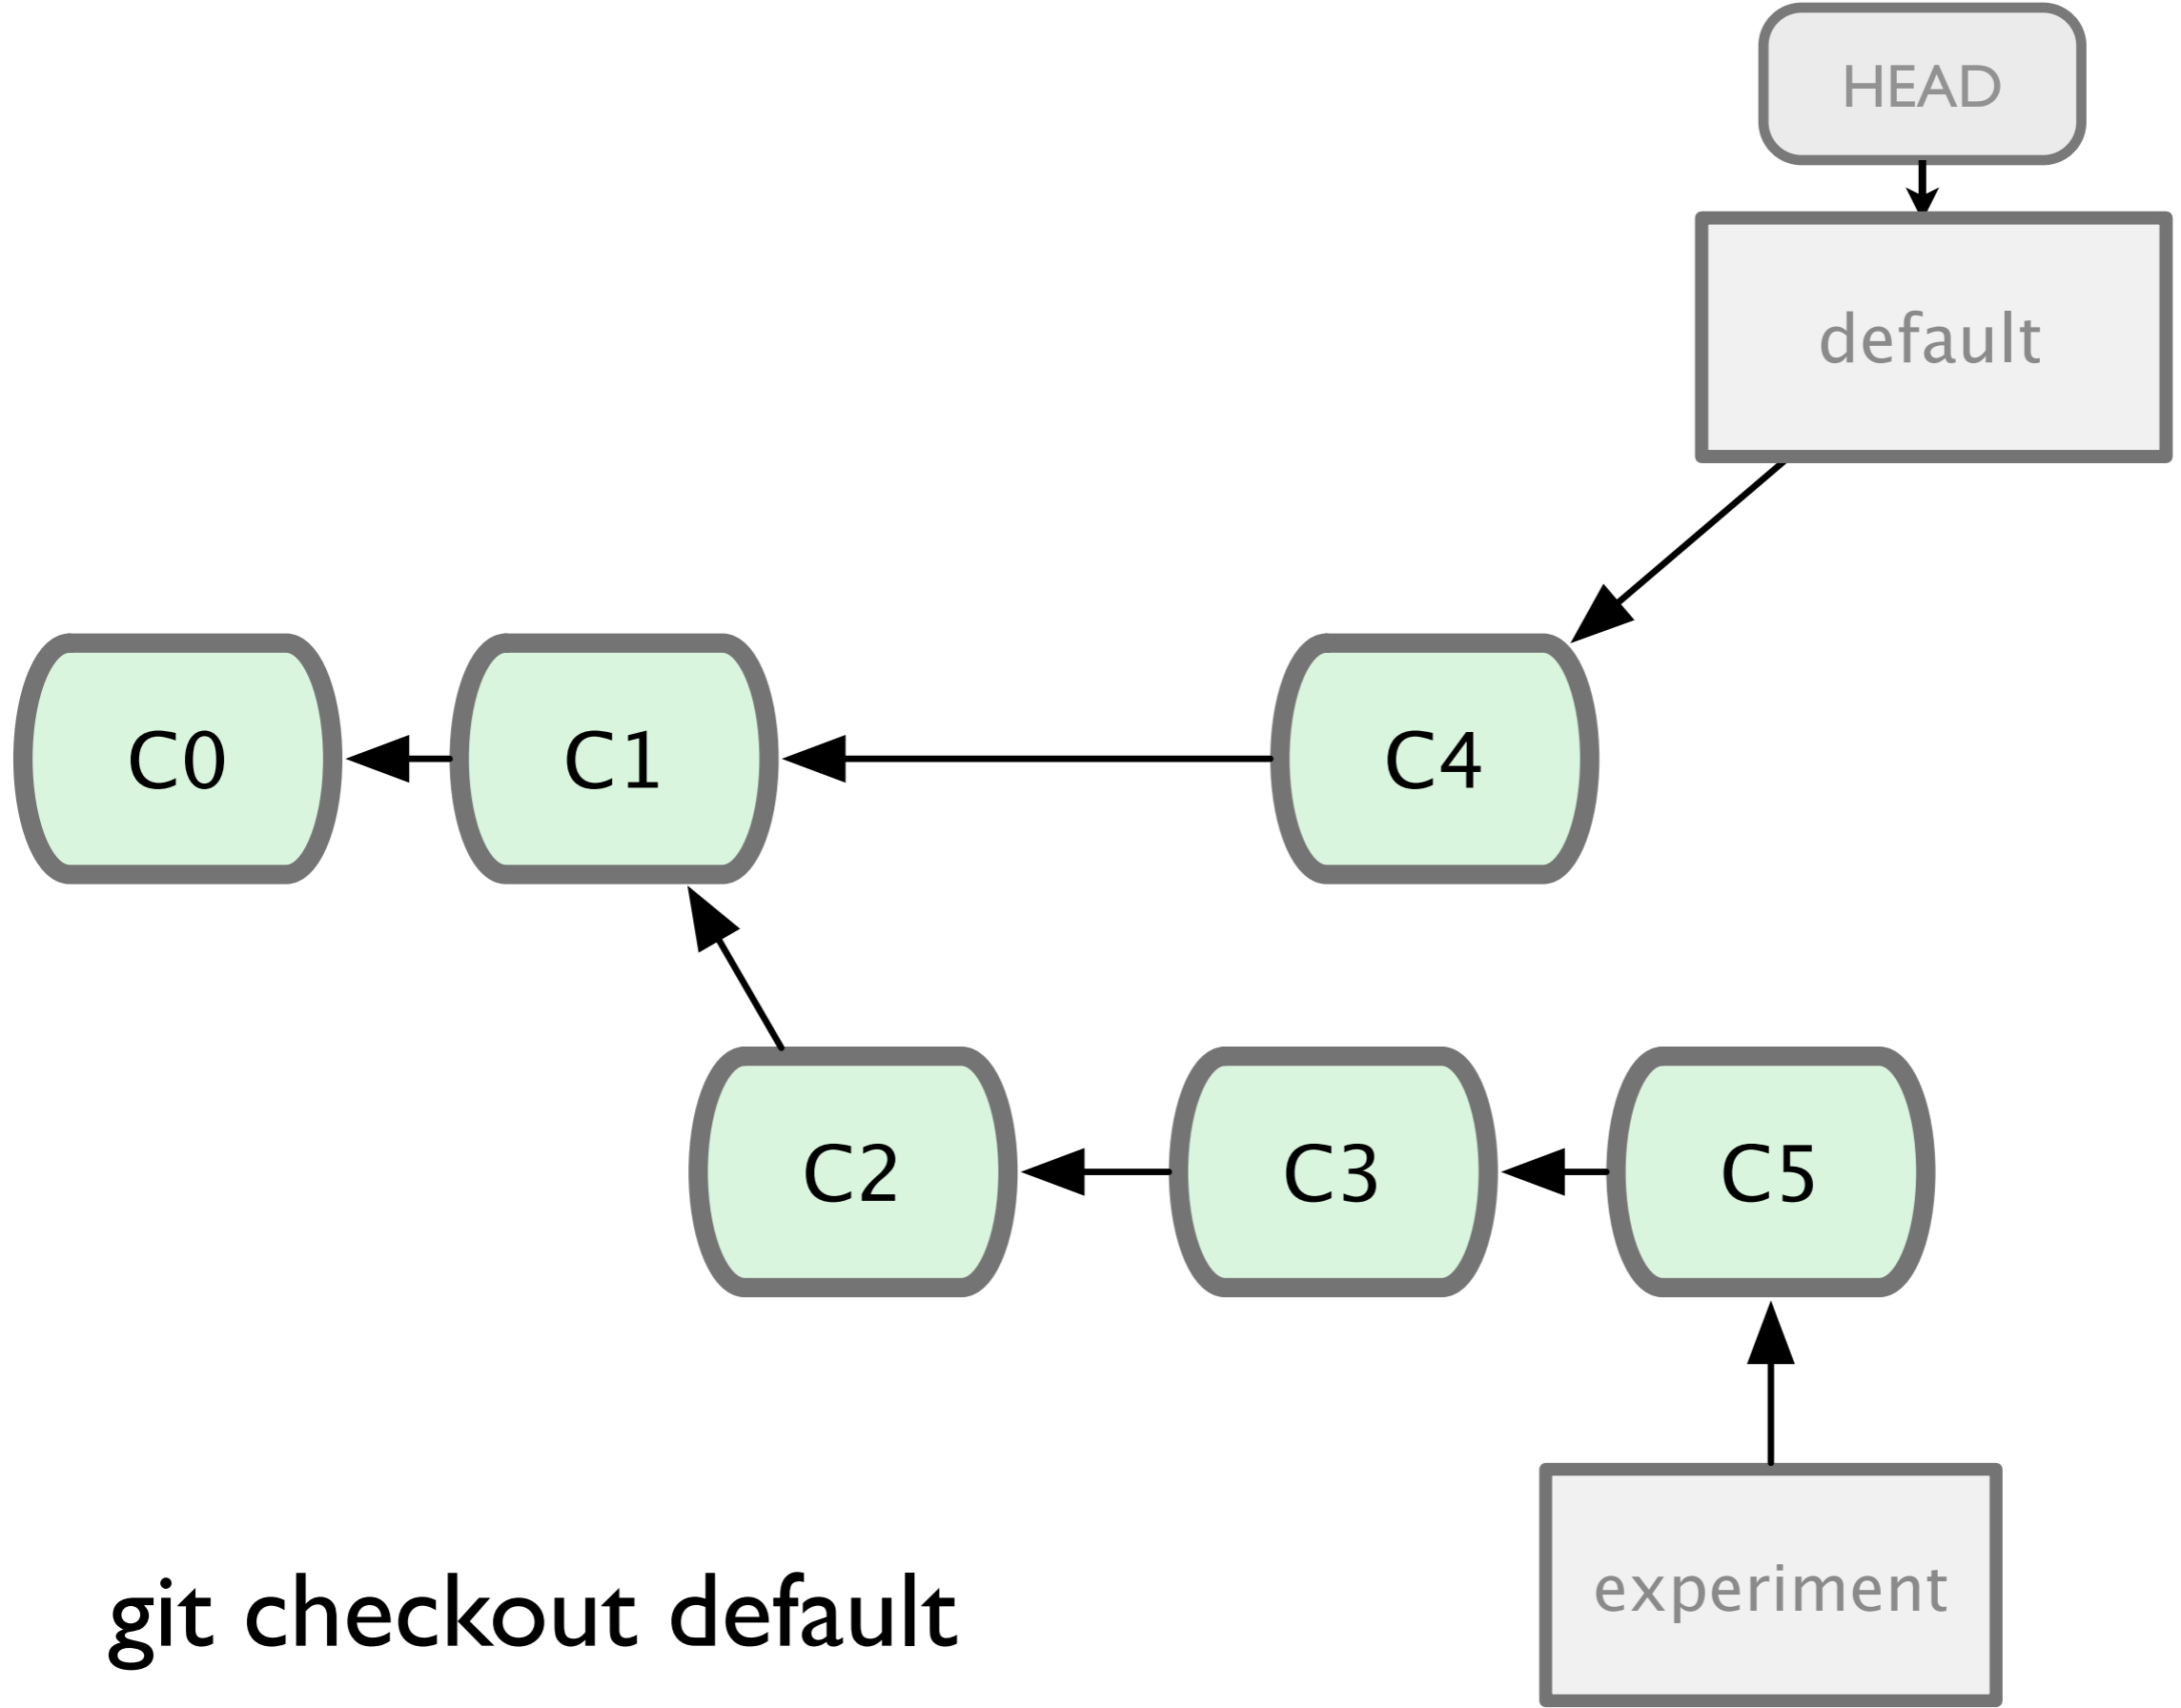 HEAD
default
C0
C1
C4
C2
C3
C5
experiment
git checkout default